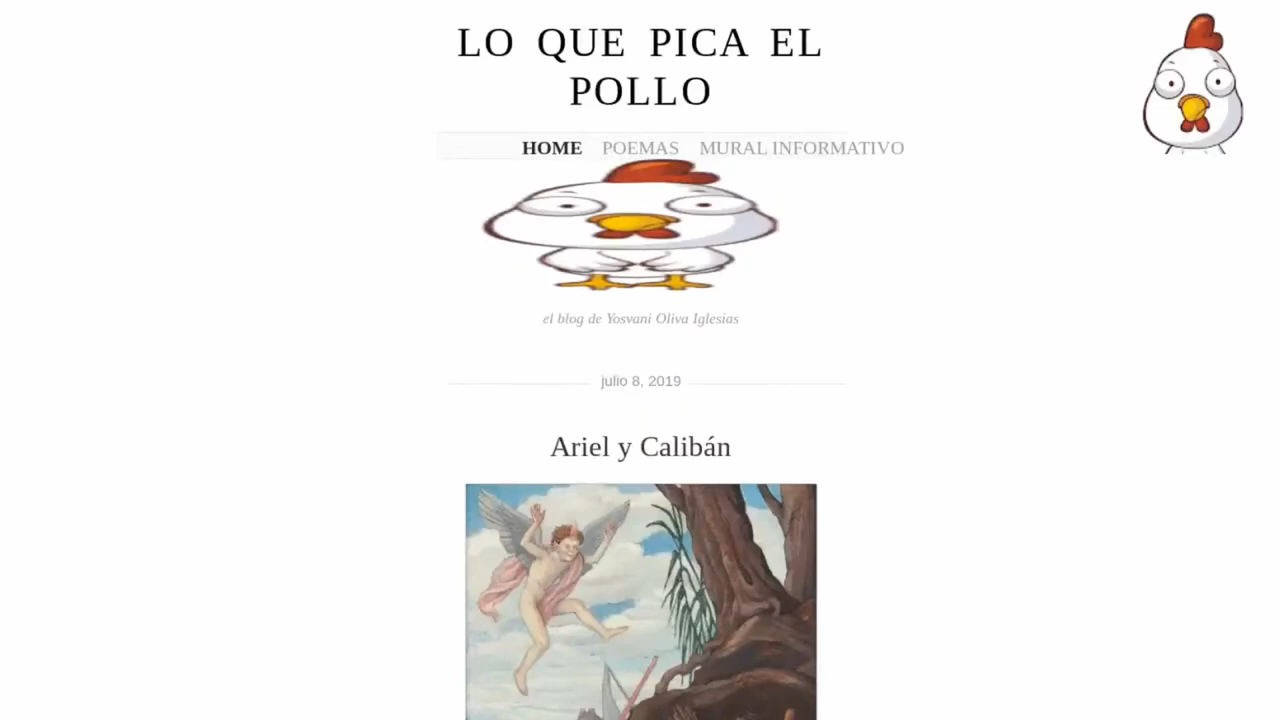 LO QUE PICA EL
POLLO
HOME POEMAS MURAL INFORMATIVO
el blog de Yosvani Oliva Iglesias
julio 8, 2019
Ariel y Calibán